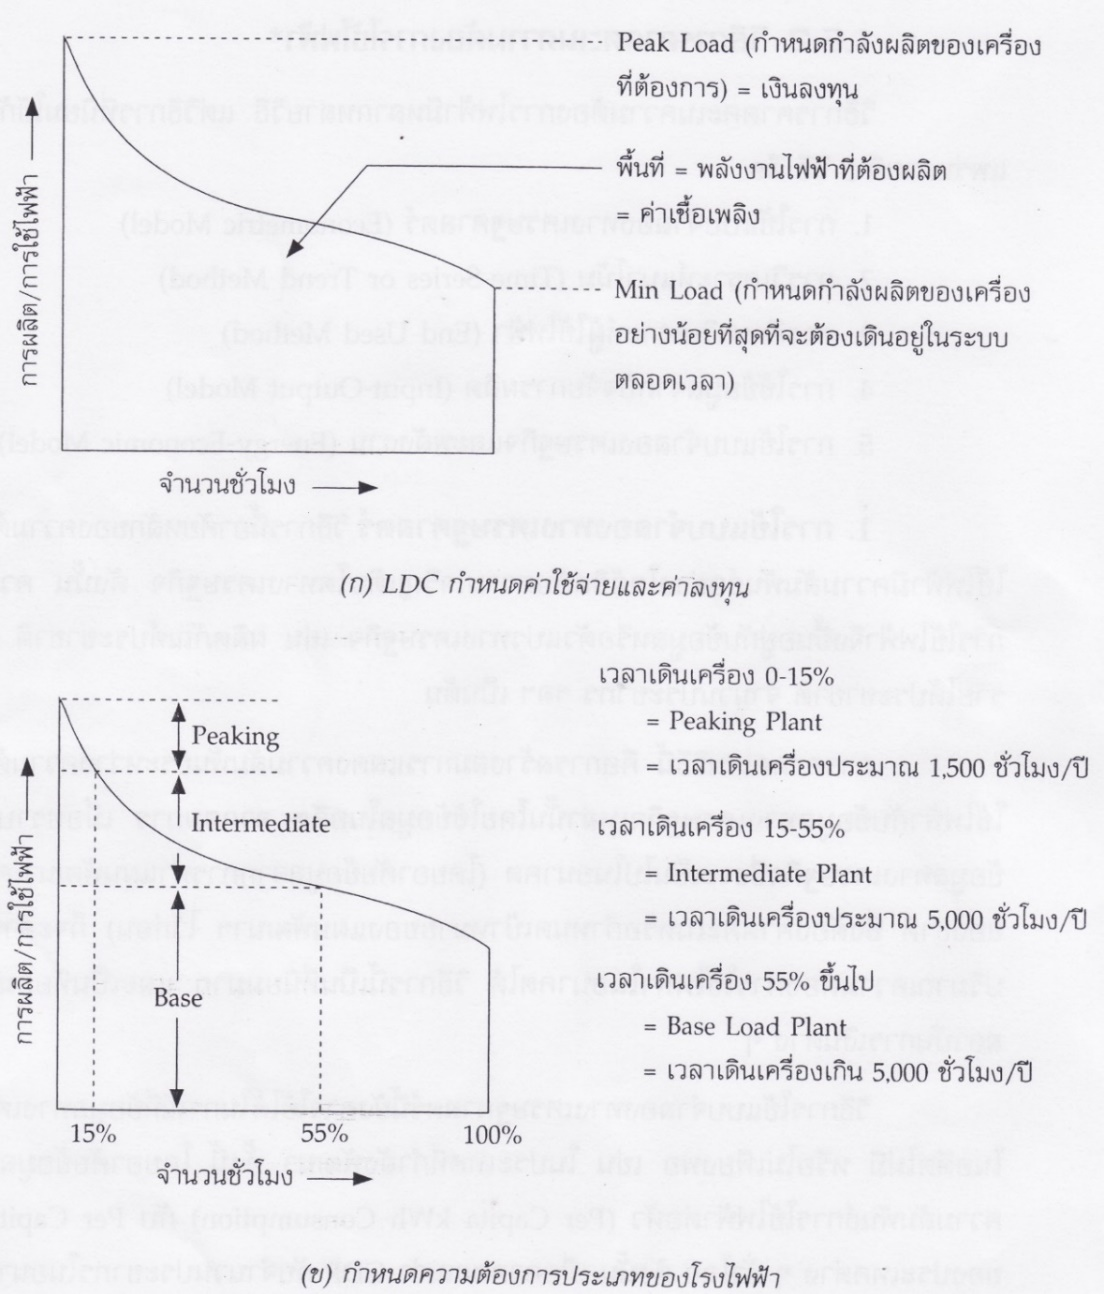 Peak Load (กำหนดกำลังผลิตของเครื่อง
ที่ต้องการ) = เงินลงทุน
พื้นที่ = พลังงานไฟฟ้าที่ต้องผลิต
= ค่าเชื้อเพลิง
Min Load (กำหนดกำลังผลิตของเครื่อง
อย่างน้อยที่สุดที่จะต้องเดินอยู่ในระบบ
ตลอดเวลา)
การผลิต/การใช้ไฟฟ้า
จำนวนชั่วโมง
(ก) LDC กำหนดค่าใช้จ่ายและค่าลงทุน
เวลาเดินเครื่อง 0-15%
= Peaking Plant
= เวลาเดินเครื่องประมาณ 1,500 ชั่วโมง/ปี
เวลาเดินเครื่อง 15-55%
= Intermediate Plant
= เวลาเดินเครื่องประมาณ 5,000 ชั่วโมง/ปี
เวลาเดินเครื่อง 55% ขึ้นไป
= Base Load Plant
= เวลาเดินเครื่องเกิน 5,000 ชั่วโมง/ปี
Peaking
Intermediate
Base
การผลิต/การใช้ไฟฟ้า
15% 55% 100%
จำนวนชั่วโมง
(ข) กำหนดความต้องการประเภทของโรงไฟฟ้า